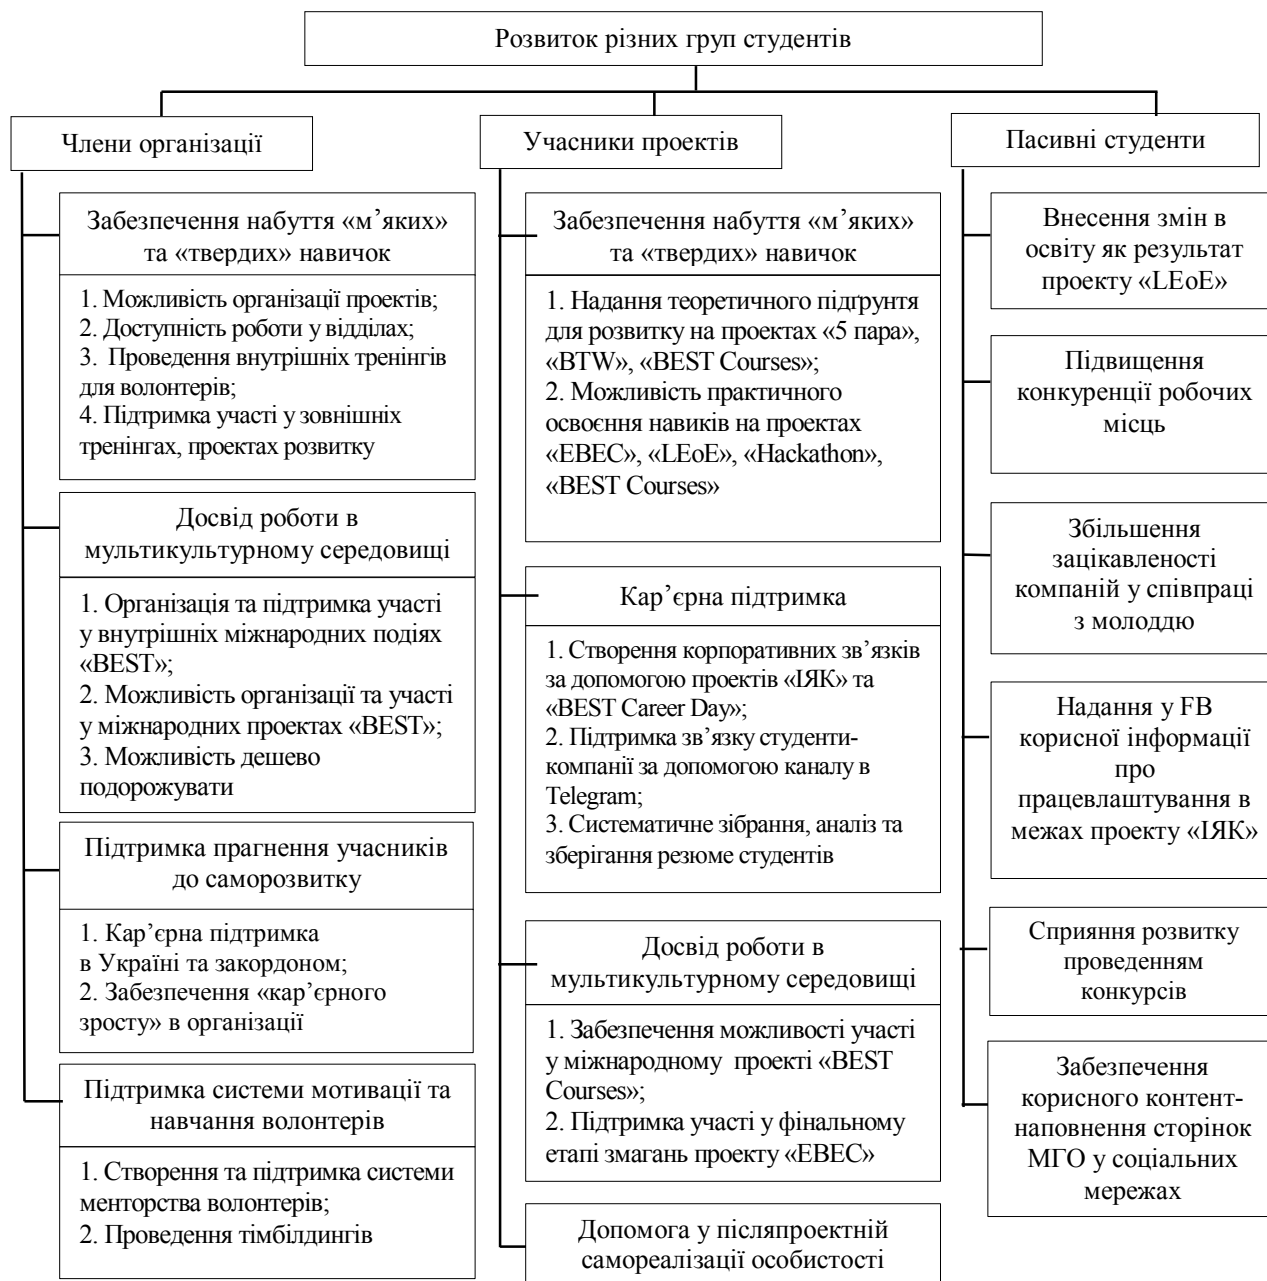 Розвиток різних груп студентів
Члени організації
Забезпечення набуття «м’яких»
та «твердих» навичок
1. Можливість організації проектів;
2. Доступність роботи у відділах;
3. Проведення внутрішніх тренінгів
для волонтерів;
4. Підтримка участі у зовнішніх
тренінгах, проектах розвитку
Досвід роботи в
мультикультурному середовищі
1. Організація та підтримка участі
у внутрішніх міжнародних подіях
«BEST»;
2. Можливість організації та участі
у міжнародних проектах «BEST»;
3. Можливість дешево
подорожувати
Підтримка прагнення учасників
до саморозвитку
1. Кар’єрна підтримка
в Україні та закордоном;
2. Забезпечення «кар’єрного
зросту» в організації
Підтримка системи мотивації та
навчання волонтерів
1. Створення та підтримка системи
менторства волонтерів;
2. Проведення тімбілдингів
Учасники проектів
Забезпечення набуття «м’яких»
та «твердих» навичок
1. Надання теоретичного підґрунтя
для розвитку на проектах «5 пара»,
«BTW», «BEST Courses»;
2. Можливість практичного
освоєння навиків на проектах
«EBEC», «LEoE», «Hackathon»,
«BEST Courses»
Кар’єрна підтримка
1. Створення корпоративних зв’язків
за допомогою проектів «ІЯК» та
«BEST Career Day»;
2. Підтримка зв’язку студенти-
компанії за допомогою каналу в
Telegram;
3. Систематичне зібрання, аналіз та
зберігання резюме студентів
Досвід роботи в
мультикультурному середовищі
1. Забезпечення можливості участі
у міжнародному проекті «BEST
Courses»;
2. Підтримка участі у фінальному
етапі змагань проекту «EBEC»
Допомога у післяпроектній
самореалізації особистості
Пасивні студенти
Внесення змін в
освіту як результат
проекту «LEoE»
Підвищення
конкуренції робочих
місць
Збільшення
зацікавленості
компаній у співпраці
з молоддю
Надання у FB
корисної інформації
про
працевлаштування в
межах проекту «ІЯК»
Сприяння розвитку
проведенням
конкурсів
Забезпечення
корисного контент-
наповнення сторінок
МГО у соціальних
мережах